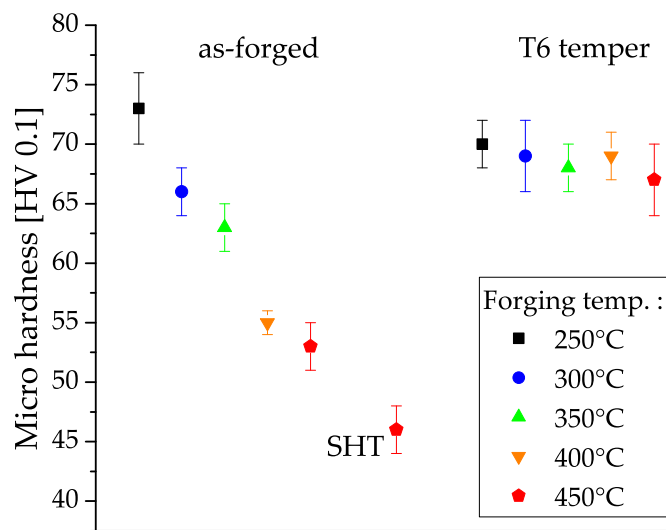 80
75
70
65
60
55
50
45
40
Micro hardness [HV 0.1]
as-forged
T6 temper
SHT
Forging temp. :
250°C
300°C
350°C
400°C
450°C